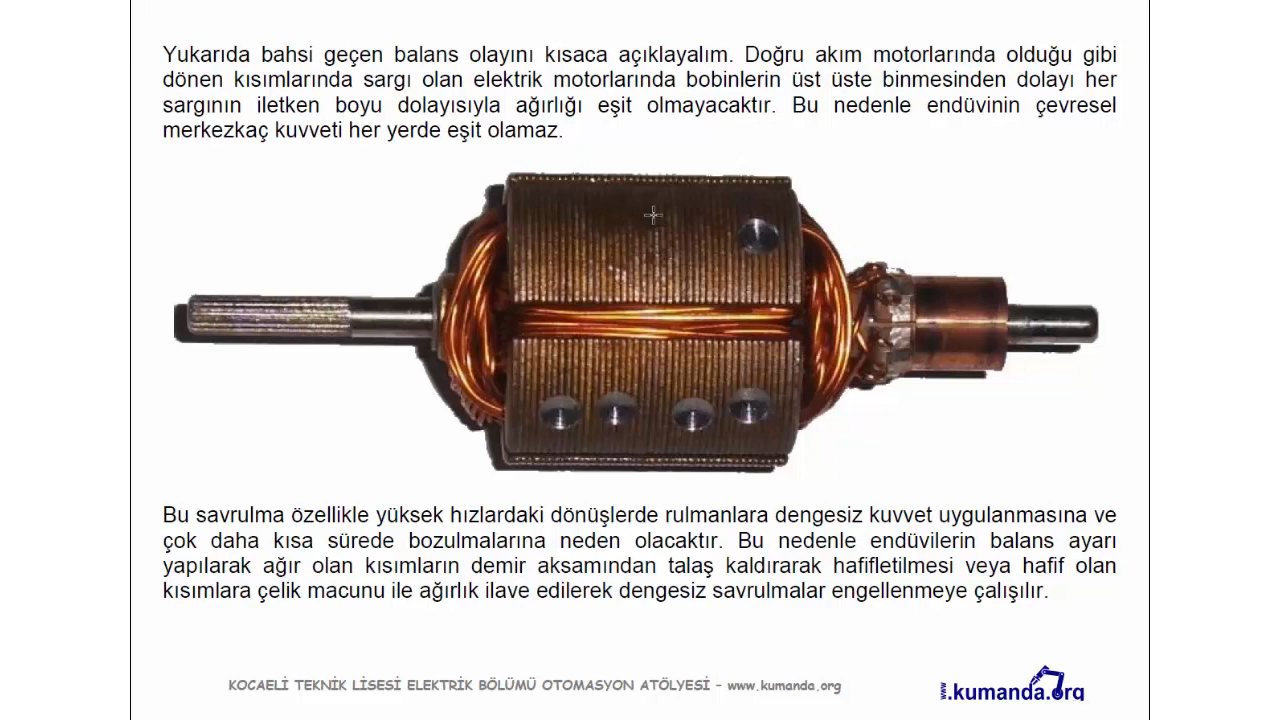 Yukarıda bahsi geçen balans olayını kısaca açıklayalım. Doğru akım motorlarında olduğu gibi
dönen kısımlarında sargı olan elektrik motorlarında bobinlerin üst üste binmesinden dolayı her
sargının iletken boyu dolayısıyla ağırlığı eşit olmayacaktır. Bu nedenle endüvinin çevresel
merkezkaç kuvveti her yerde eşit olamaz.
Bu savrulma özellikle yüksek hızlardaki dönüşlerde rulmanlara dengesiz kuvvet uygulanmasına ve
çok daha kısa sürede bozulmalarına neden olacaktır. Bu nedenle endüvilerin balans ayarı
yapılarak ağır olan kısımların demir aksamından talaş kaldırarak hafifletilmesi veya hafif olan
kısımlara çelik macunu ile ağırlık ilave edilerek dengesiz savrulmalar engellenmeye çalışılır.
KOCAELİ TEKNİK LİSESİ ELEKTRİK BÖLÜMÜ OTOMASYON ATÖLYESİ – www.kumanda.org
www.kumanda.org